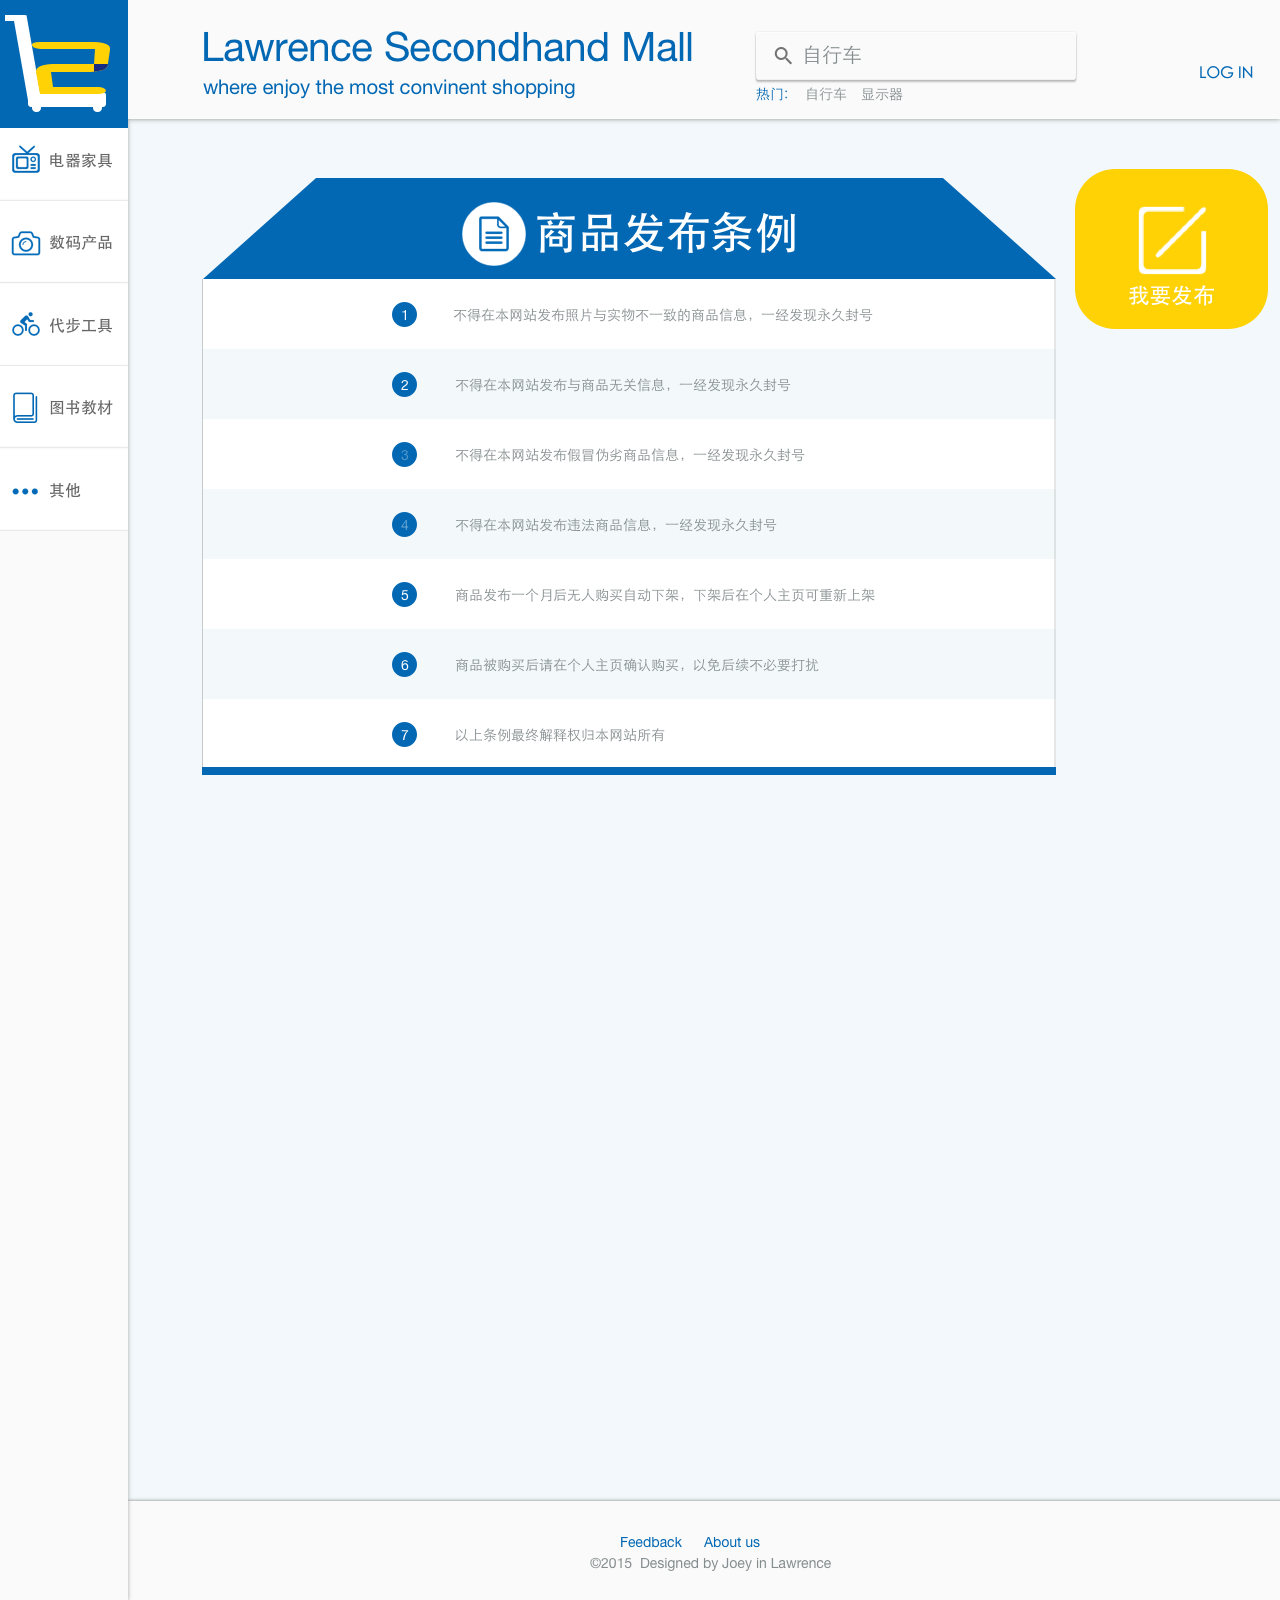 Lawrence Secondhand Mall
where enjoy the most convinent shopping
自行车
热门： 自行车 显示器
LOG IN
电器家具
数码产品
代步工具
图书教材
其他
商品发布条例
我要发布
1 不得在本网站发布照片与实物不一致的商品信息，一经发现永久封号
2 不得在本网站发布与商品无关信息，一经发现永久封号
3 不得在本网站发布假冒伪劣商品信息，一经发现永久封号
4 不得在本网站发布违法商品信息，一经发现永久封号
5 商品发布一个月后无人购买自动下架，下架后在个人主页可重新上架
6 商品被购买后请在个人主页确认购买，以免后续不必要打扰
7 以上条例最终解释权归本网站所有
Feedback About us
©2015 Designed by Joey in Lawrence